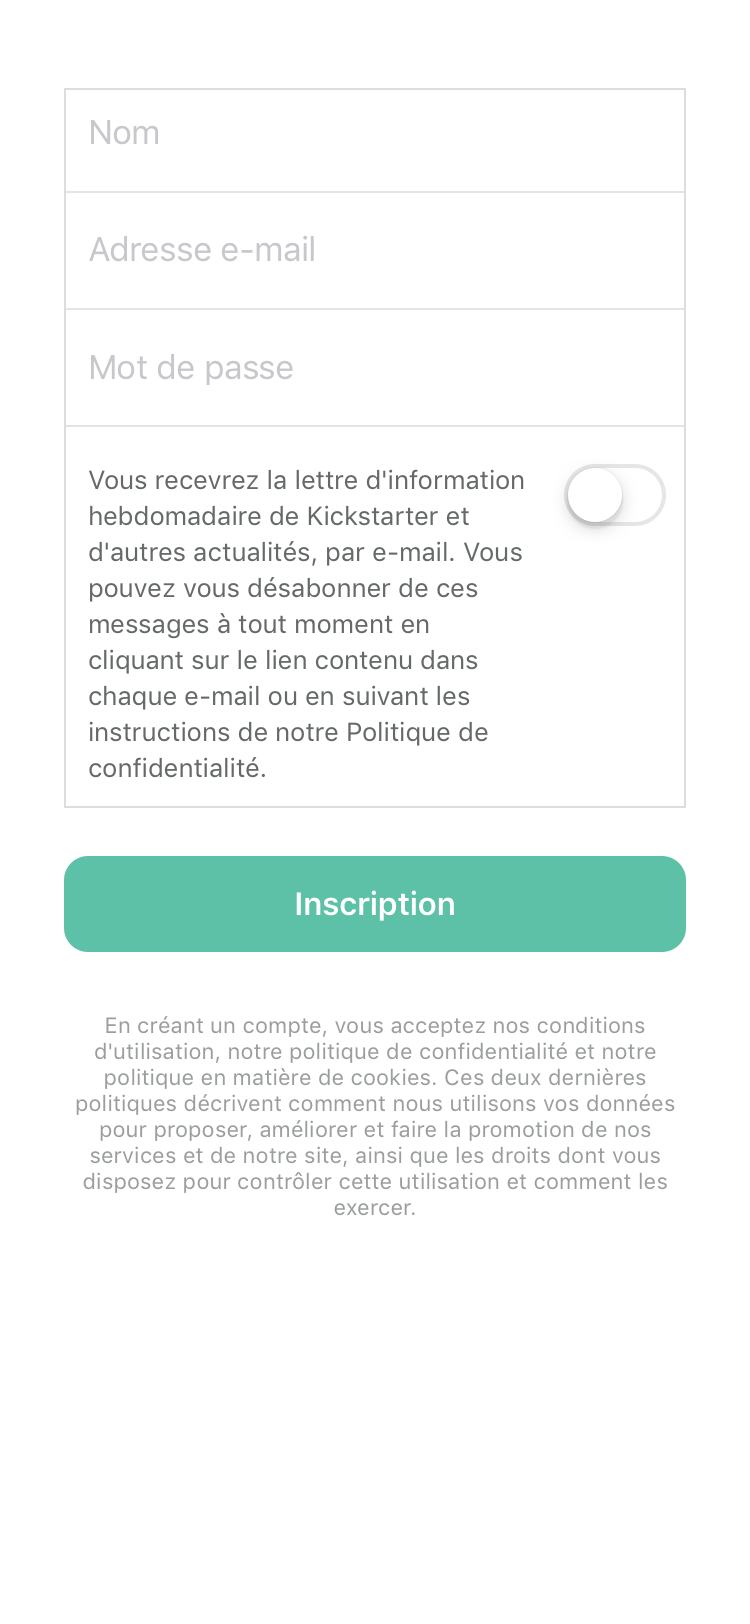 Nom
Adresse e-mail
Mot de passe
Vous recevrez la lettre d'information
hebdomadaire de Kickstarter et
d'autres actualités, par e-mail. Vous
pouvez vous désabonner de ces
messages à tout moment en
cliquant sur le lien contenu dans
chaque e-mail ou en suivant les
instructions de notre Politique de
confidentialité.
Inscription
En créant un compte, vous acceptez nos conditions
d'utilisation, notre politique de confidentialité et notre
politique en matière de cookies. Ces deux dernières
politiques décrivent comment nous utilisons vos données
pour proposer, améliorer et faire la promotion de nos
services et de notre site, ainsi que les droits dont vous
disposez pour contrôler cette utilisation et comment les
exercer.